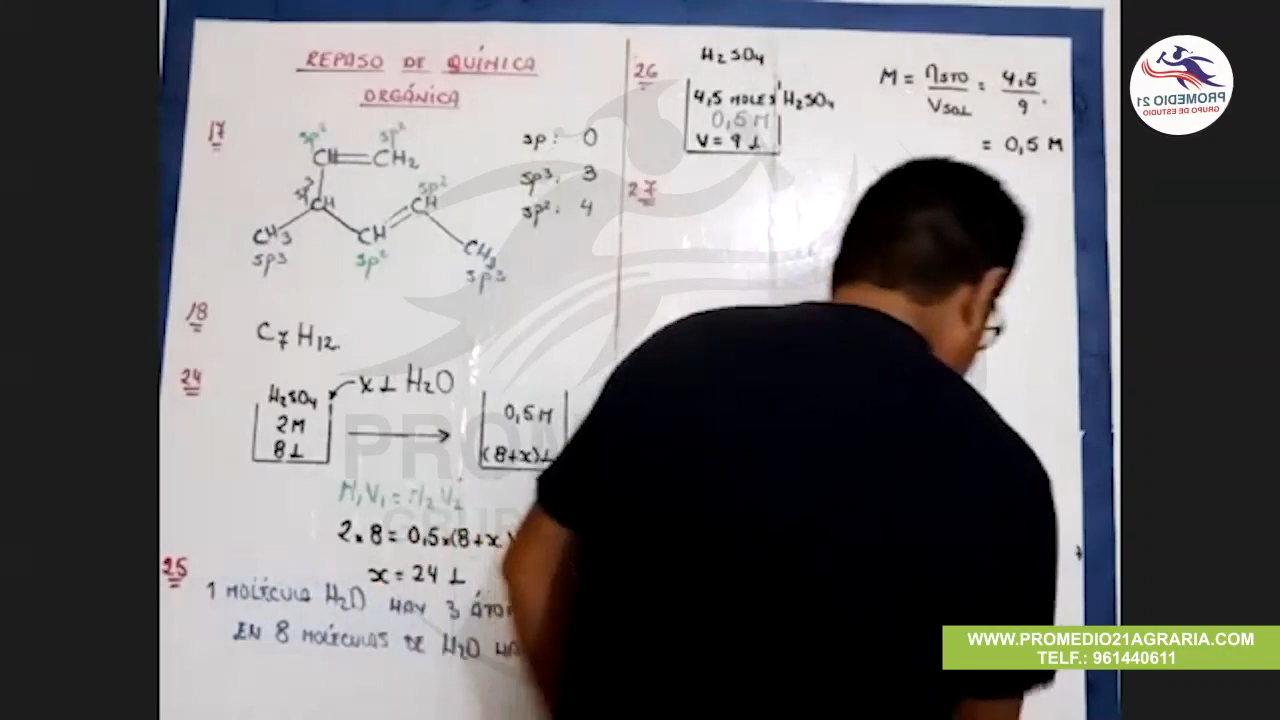 REPASO DE QUÍMICA
ORGÁNICA
17
sp² sp²
CH=CH₂
sp³ CH
sp²
CH
CH₃ CH CH₃
sp3 sp² sp3
sp: 0
sp3: 3
sp²: 4
18
C₇H₁₂
24
H₂SO₄
2M
8L
x L H₂O
0,5M
(8+x)L
M₁V₁ = M₂V₂
2 x 8 = 0,5 x (8+x)
x = 24 L
25
1 MOLÉCULA H₂O HAY 3
EN 8 MOLÉCULAS DE H₂O
26
H₂SO₄
4,5 MOLES H₂SO₄
0,5 M
V = 9 L
M = nSTO / VSOL = 4,5 / 9
= 0,5 M
27
PROMEDIO 21
GRUPO DE ESTUDIO
WWW.PROMEDIO21AGRARIA.COM
TELF.: 961440611